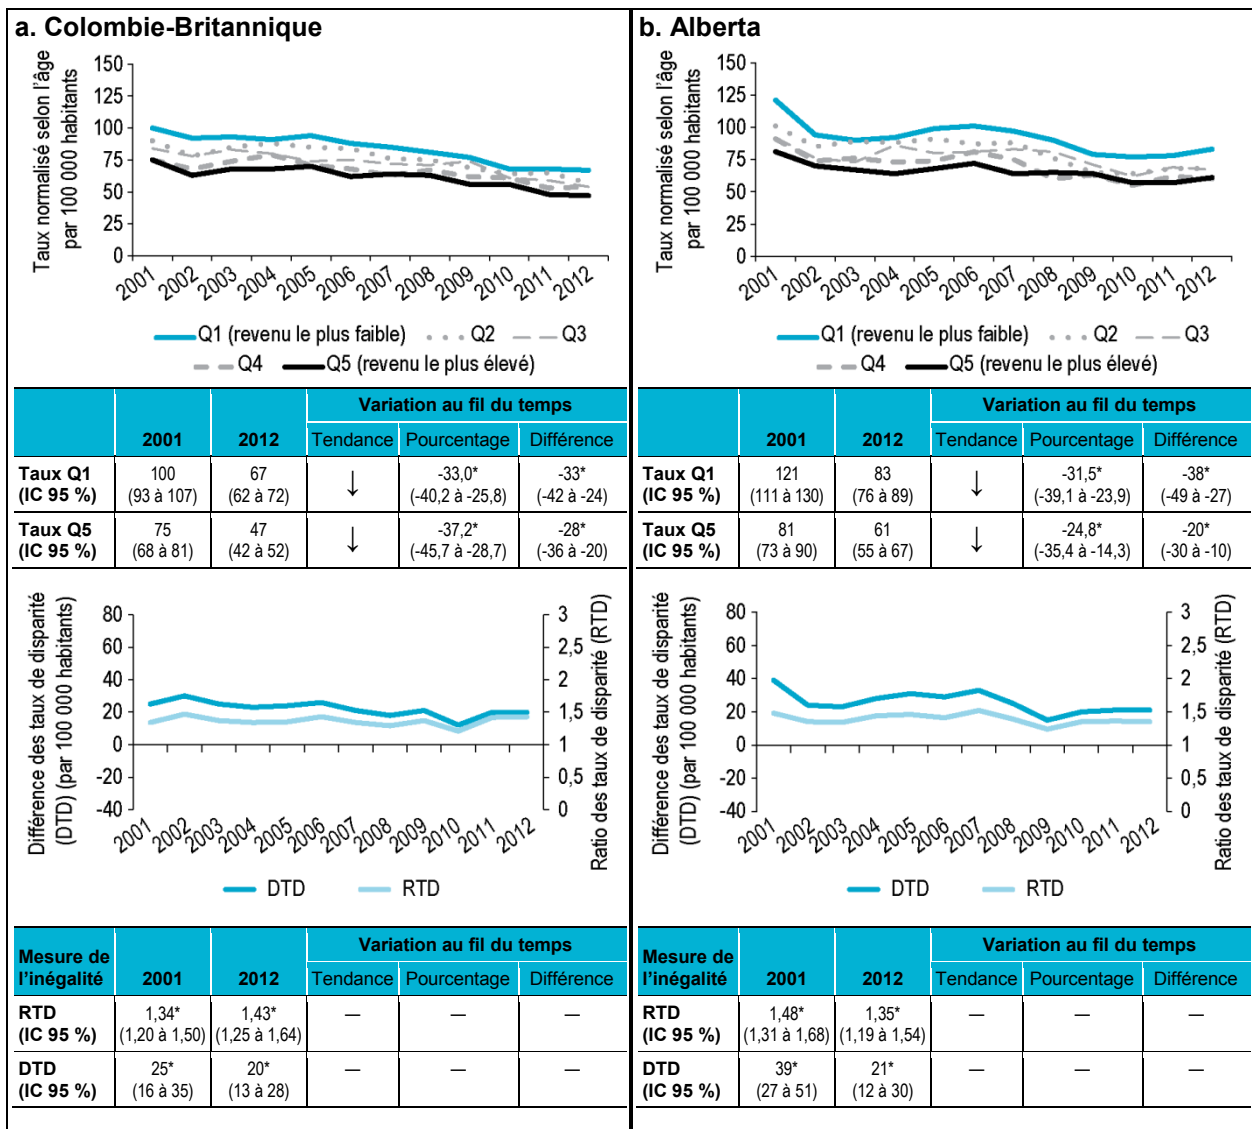 a. Colombie-Britannique
Taux normalisé selon l'âge
par 100 000 habitants
150
125
100
75
50
25
0
2001 2002 2003 2004 2005 2006 2007 2008 2009 2010 2011 2012
Q1 (revenu le plus faible) Q2 Q3
Q4 Q5 (revenu le plus élevé)
Variation au fil du temps
2001 2012 Tendance Pourcentage Différence
Taux Q1 100 67 ↓ -33,0* -33*
(IC 95 %) (93 à 107) (62 à 72) (-40,2 à -25,8) (-42 à -24)
Taux Q5 75 47 ↓ -37,2* -28*
(IC 95 %) (68 à 81) (42 à 52) (-45,7 à -28,7) (-36 à -20)
Différence des taux de disparité
(DTD) (par 100 000 habitants)
80
60
40
20
0
-20
-40
3
2,5
2
1,5
1
0,5
0
Ratio des taux de disparité (RTD)
2001 2002 2003 2004 2005 2006 2007 2008 2009 2010 2011 2012
DTD RTD
Variation au fil du temps
Mesure de
l'inégalité 2001 2012 Tendance Pourcentage Différence
RTD 1,34* 1,43* — — —
(IC 95 %) (1,20 à 1,50) (1,25 à 1,64)
DTD 25* 20* — — —
(IC 95 %) (16 à 35) (13 à 28)
b. Alberta
Taux normalisé selon l'âge
par 100 000 habitants
150
125
100
75
50
25
0
2001 2002 2003 2004 2005 2006 2007 2008 2009 2010 2011 2012
Q1 (revenu le plus faible) Q2 Q3
Q4 Q5 (revenu le plus élevé)
Variation au fil du temps
2001 2012 Tendance Pourcentage Différence
Taux Q1 121 83 ↓ -31,5* -38*
(IC 95 %) (111 à 130) (76 à 89) (-39,1 à -23,9) (-49 à -27)
Taux Q5 81 61 ↓ -24,8* -20*
(IC 95 %) (73 à 90) (55 à 67) (-35,4 à -14,3) (-30 à -10)
Différence des taux de disparité
(DTD) (par 100 000 habitants)
80
60
40
20
0
-20
-40
3
2,5
2
1,5
1
0,5
0
Ratio des taux de disparité (RTD)
2001 2002 2003 2004 2005 2006 2007 2008 2009 2010 2011 2012
DTD RTD
Variation au fil du temps
Mesure de
l'inégalité 2001 2012 Tendance Pourcentage Différence
RTD 1,48* 1,35* — — —
(IC 95 %) (1,31 à 1,68) (1,19 à 1,54)
DTD 39* 21* — — —
(IC 95 %) (27 à 51) (12 à 30)